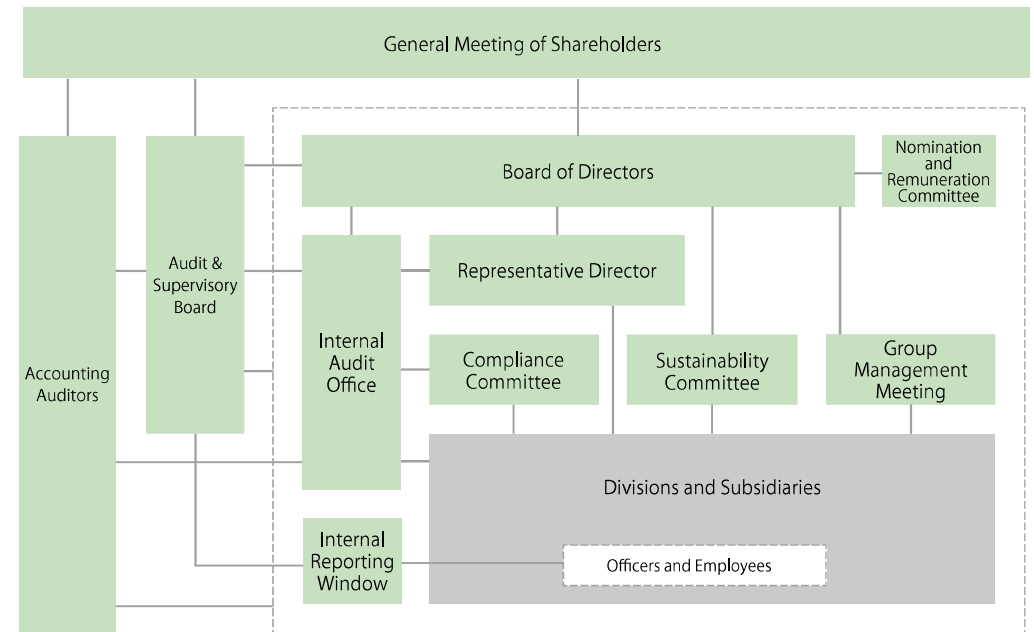 General Meeting of Shareholders
Board of Directors
Nomination
and
Remuneration
Committee
Audit &
Supervisory
Board
Representative Director
Internal
Audit
Office
Accounting
Auditors
Compliance
Committee
Sustainability
Committee
Group
Management
Meeting
Divisions and Subsidiaries
Internal
Reporting
Window
Officers and Employees